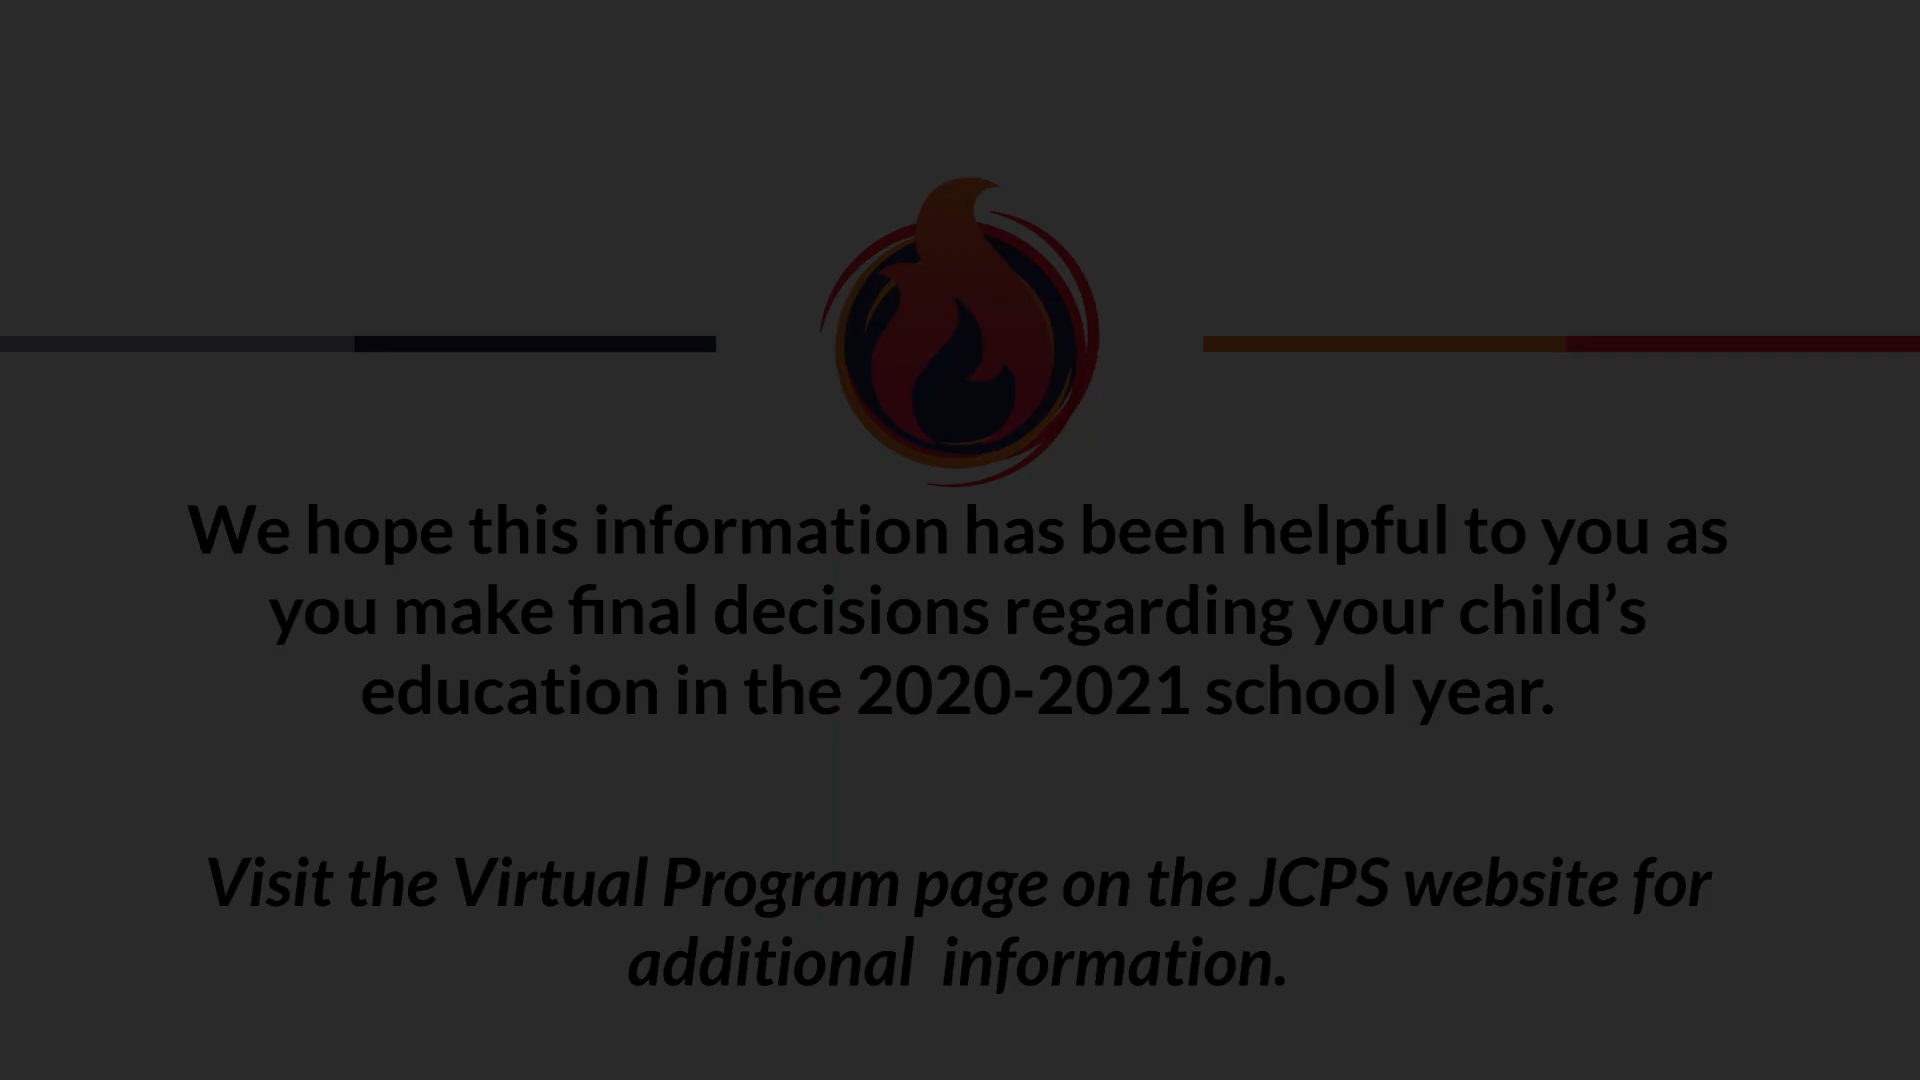 We hope this information has been helpful to you as
you make final decisions regarding your child’s
education in the 2020-2021 school year.
Visit the Virtual Program page on the JCPS website for
additional  information.